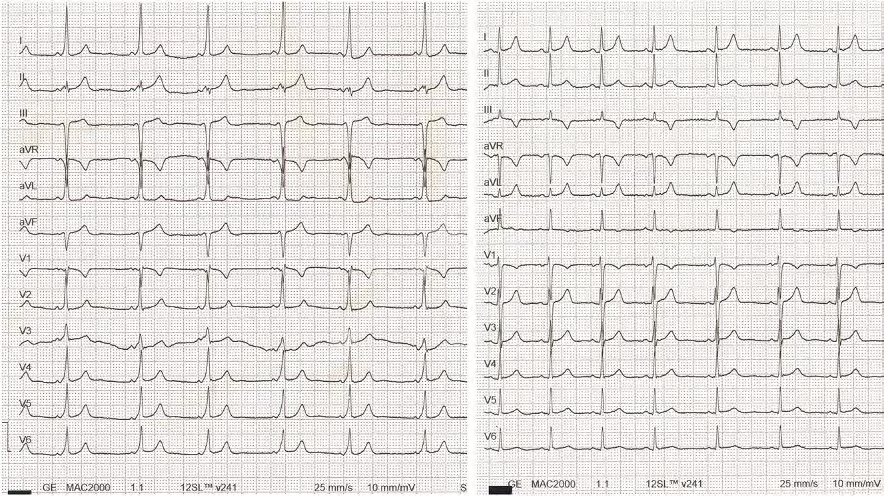 I
II
III
aVR
aVL
aVF
V1
V2
V3
V4
V5
V6
GE MAC2000 1.1 12SL™ v241 25 mm/s 10 mm/mV S
I
II
III
aVR
aVL
aVF
V1
V2
V3
V4
V5
V6
GE MAC2000 1.1 12SL™ v241 25 mm/s 10 mm/mV